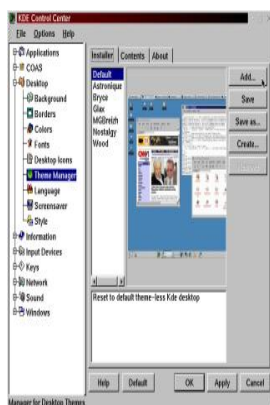 KDE Control Center
File Options Help
Applications
COAS
Desktop
Background
Borders
Colors
Fonts
Desktop Icons
Theme Manager
Language
Screensaver
Style
Information
Input Devices
Keys
Network
Sound
Windows
Installer Contents About
Default
Astronique
Bryce
Glax
MGBreizh
Nostalgy
Wood
Add...
Save
Save as...
Create...
Reset to default theme-less Kde desktop
Help Default OK Apply Cancel
Manager for Desktop Themes